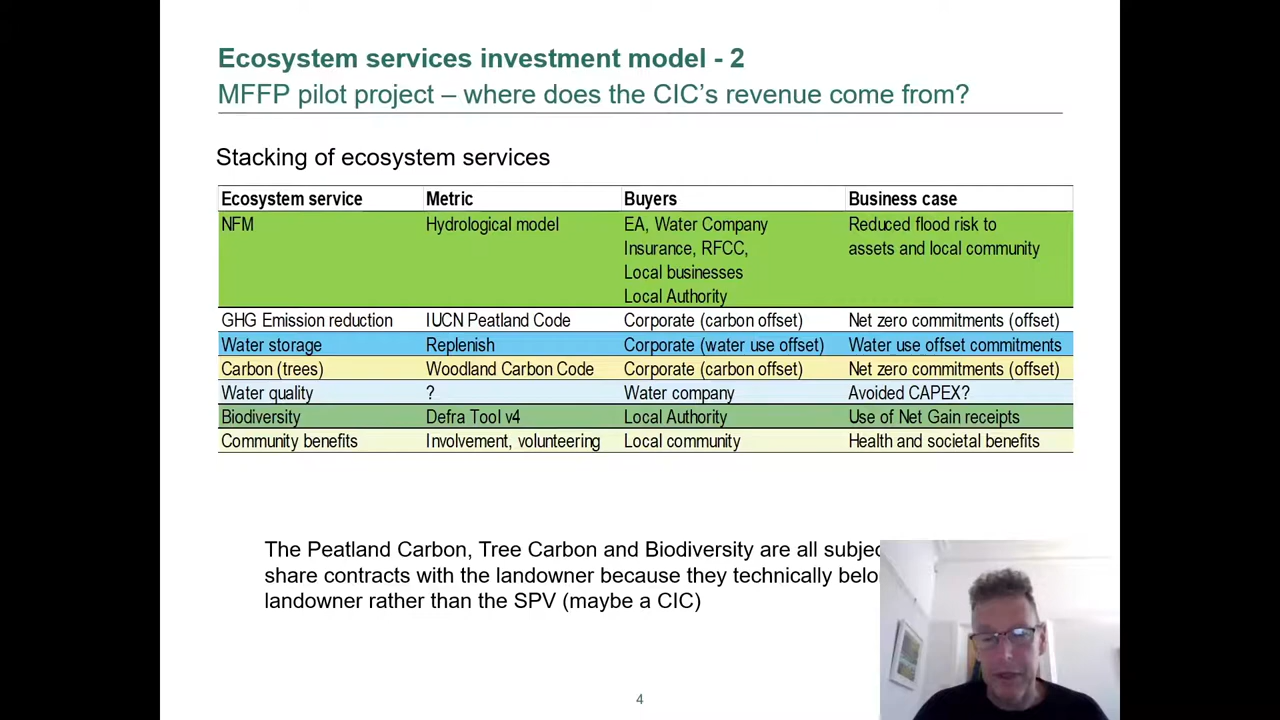 Ecosystem services investment model - 2
MFFP pilot project – where does the CIC's revenue come from?
Stacking of ecosystem services
Ecosystem service Metric Buyers Business case
NFM Hydrological model EA, Water Company Reduced flood risk to
Insurance, RFCC, assets and local community
Local businesses
Local Authority
GHG Emission reduction IUCN Peatland Code Corporate (carbon offset) Net zero commitments (offset)
Water storage Replenish Corporate (water use offset) Water use offset commitments
Carbon (trees) Woodland Carbon Code Corporate (carbon offset) Net zero commitments (offset)
Water quality ? Water company Avoided CAPEX?
Biodiversity Defra Tool v4 Local Authority Use of Net Gain receipts
Community benefits Involvement, volunteering Local community Health and societal benefits
The Peatland Carbon, Tree Carbon and Biodiversity are all
share contracts with the landowner because they technically
landowner rather than the SPV (maybe a CIC)
4